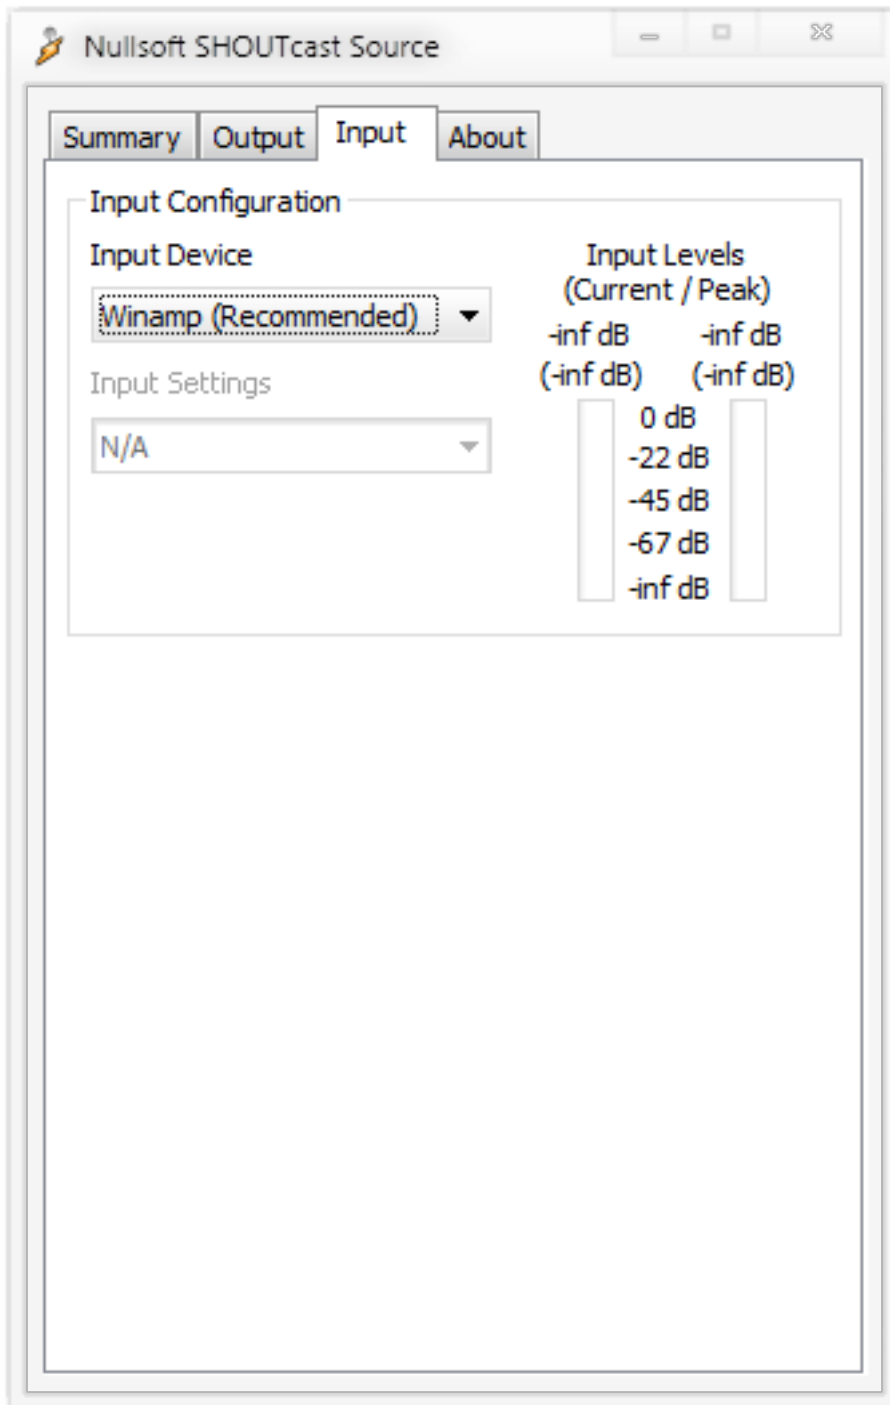 Nullsoft SHOUTcast Source
Summary Output Input About
Input Configuration
Input Device
Winamp (Recommended)
Input Settings
N/A
Input Levels
(Current / Peak)
-inf dB -inf dB
(-inf dB) (-inf dB)
0 dB
-22 dB
-45 dB
-67 dB
-inf dB